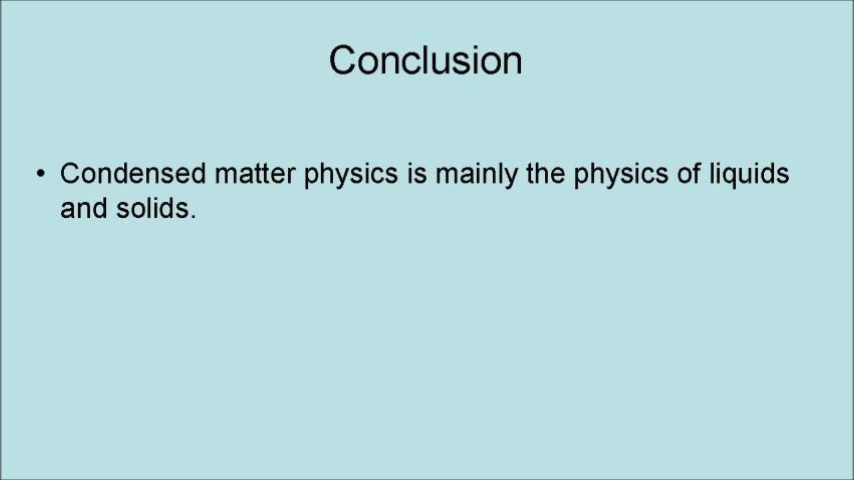 Conclusion
• Condensed matter physics is mainly the physics of liquids
and solids.